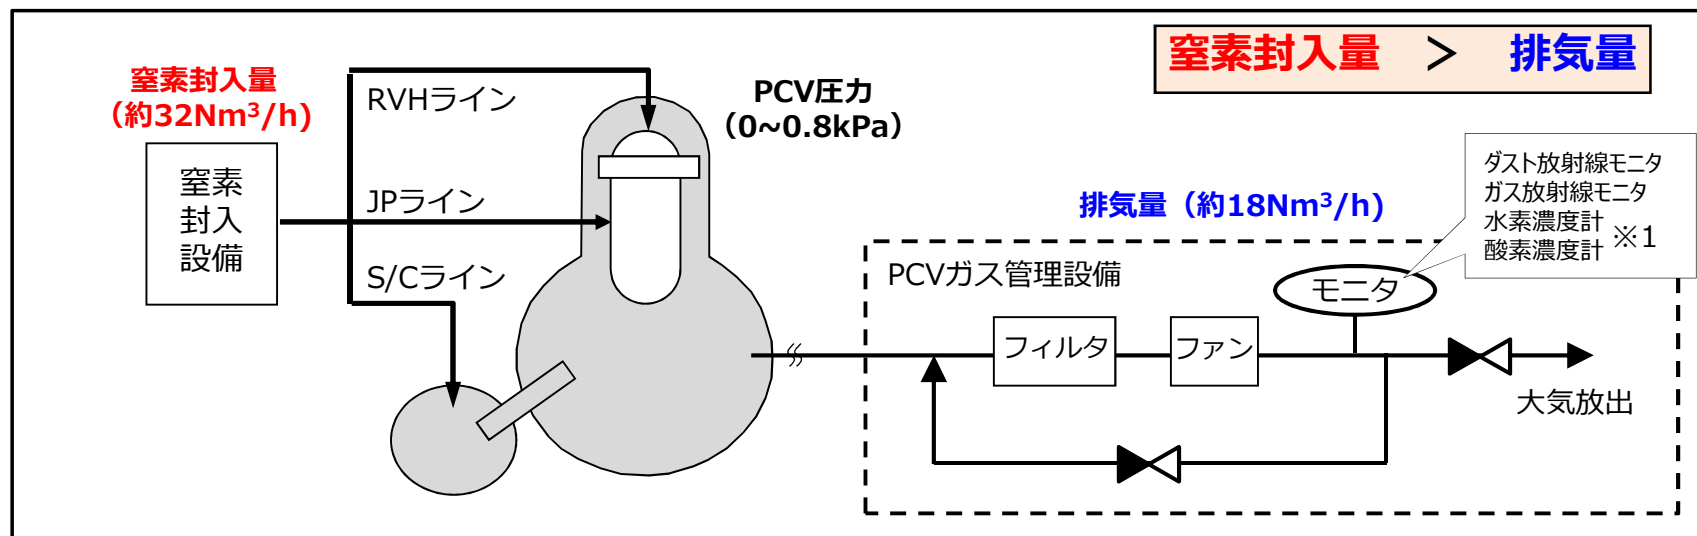 窒素封入量 > 排気量
窒素封入量
（約32Nm³/h)
RVHライン
PCV圧力
（0~0.8kPa）
窒素
封入
設備
JPライン
S/Cライン
排気量（約18Nm³/h)
ダスト放射線モニタ
ガス放射線モニタ
水素濃度計
酸素濃度計
※1
PCVガス管理設備
モニタ
フィルタ
ファン
大気放出